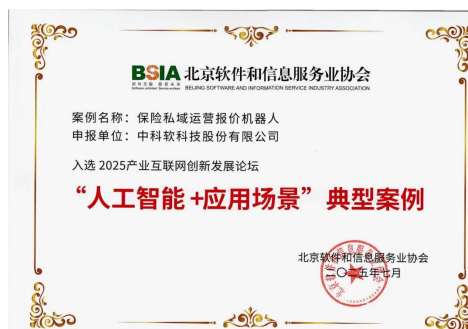 BSIA 北京软件和信息服务业协会
BEIJING SOFTWARE AND INFORMATION SERVICE INDUSTRY ASSOCIATION
案例名称：保险私域运营报价机器人
申报单位：中科软科技股份有限公司
入选 2025产业互联网创新发展论坛
“人工智能+应用场景”典型案例
北京软件和信息服务业协会
二〇二五年七月